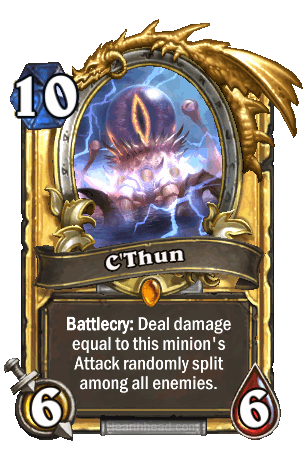 10
C'Thun
Battlecry: Deal damage
equal to this minion's
Attack randomly split
among all enemies.
6
6